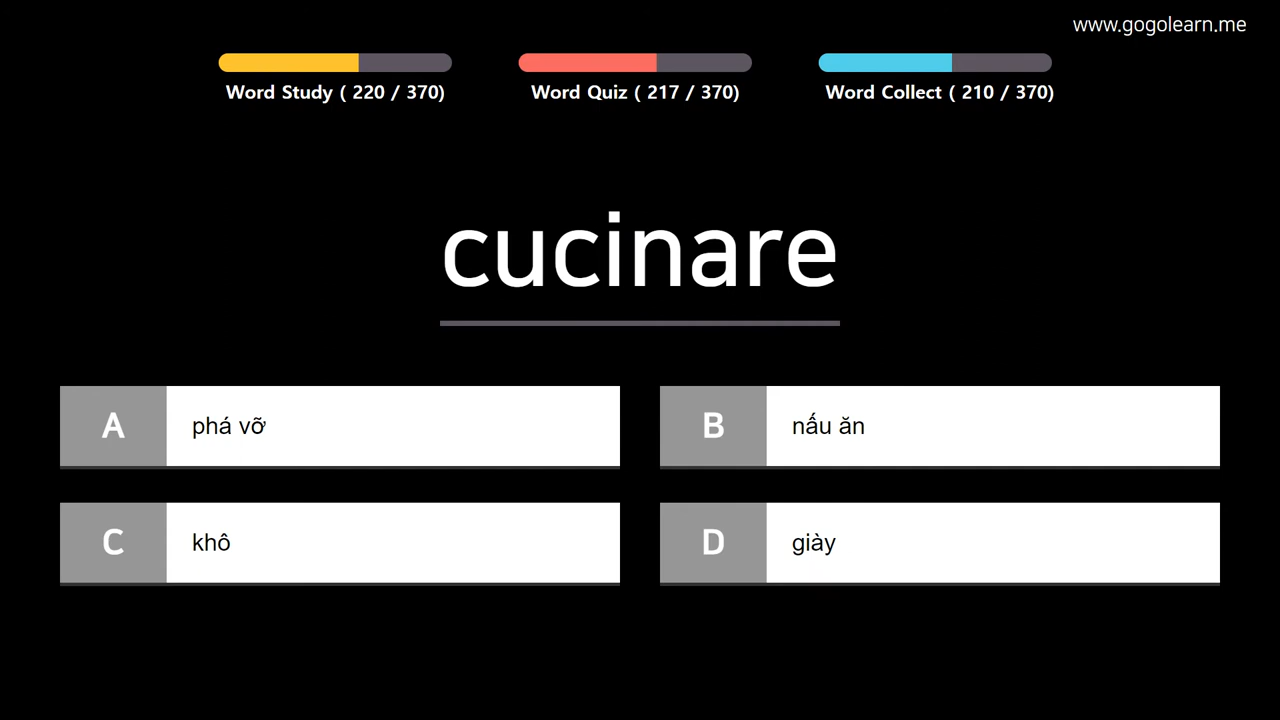 www.gogolearn.me
Word Study ( 220 / 370)
Word Quiz ( 217 / 370)
Word Collect ( 210 / 370)
cucinare
A phá vỡ
B nấu ăn
C khô
D giày